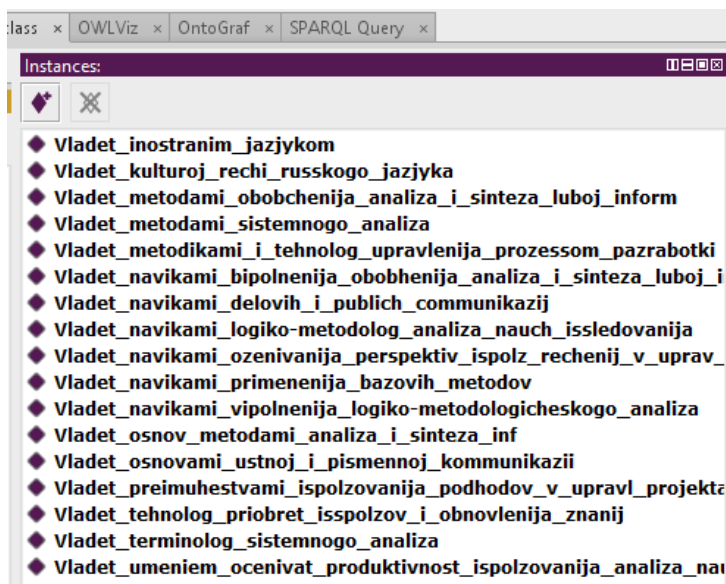 lass × OWLViz × OntoGraf × SPARQL Query ×
Instances:
Vladet_inostranim_jazjykom
Vladet_kulturoj_rechi_russkogo_jazjyka
Vladet_metodami_obobchenija_analiza_i_sinteza_luboj_inform
Vladet_metodami_sistemnogo_analiza
Vladet_metodikami_i_tehnolog_upravlenija_prozessom_pazrabotki
Vladet_navikami_bipolnenija_obobhenija_analiza_i_sinteza_luboj_i
Vladet_navikami_delovih_i_publich_communikazij
Vladet_navikami_logiko-metodolog_analiza_nauch_issledovanija
Vladet_navikami_ozenivanija_perspektiv_ispolz_rechenij_v_uprav_
Vladet_navikami_primenenija_bazovih_metodov
Vladet_navikami_vipolnenija_logiko-metodologicheskogo_analiza
Vladet_osnov_metodami_analiza_i_sinteza_inf
Vladet_osnovami_ustnoj_i_pismennoj_kommunikazii
Vladet_preimuhestvami_ispolzovanija_podhodov_v_upravl_projekta
Vladet_tehnolog_priobret_isspolzov_i_obnovlenija_znanij
Vladet_terminolog_sistemnogo_analiza
Vladet_umeniem_ocenivat_produktivnost_ispolzovanija_analiza_nau